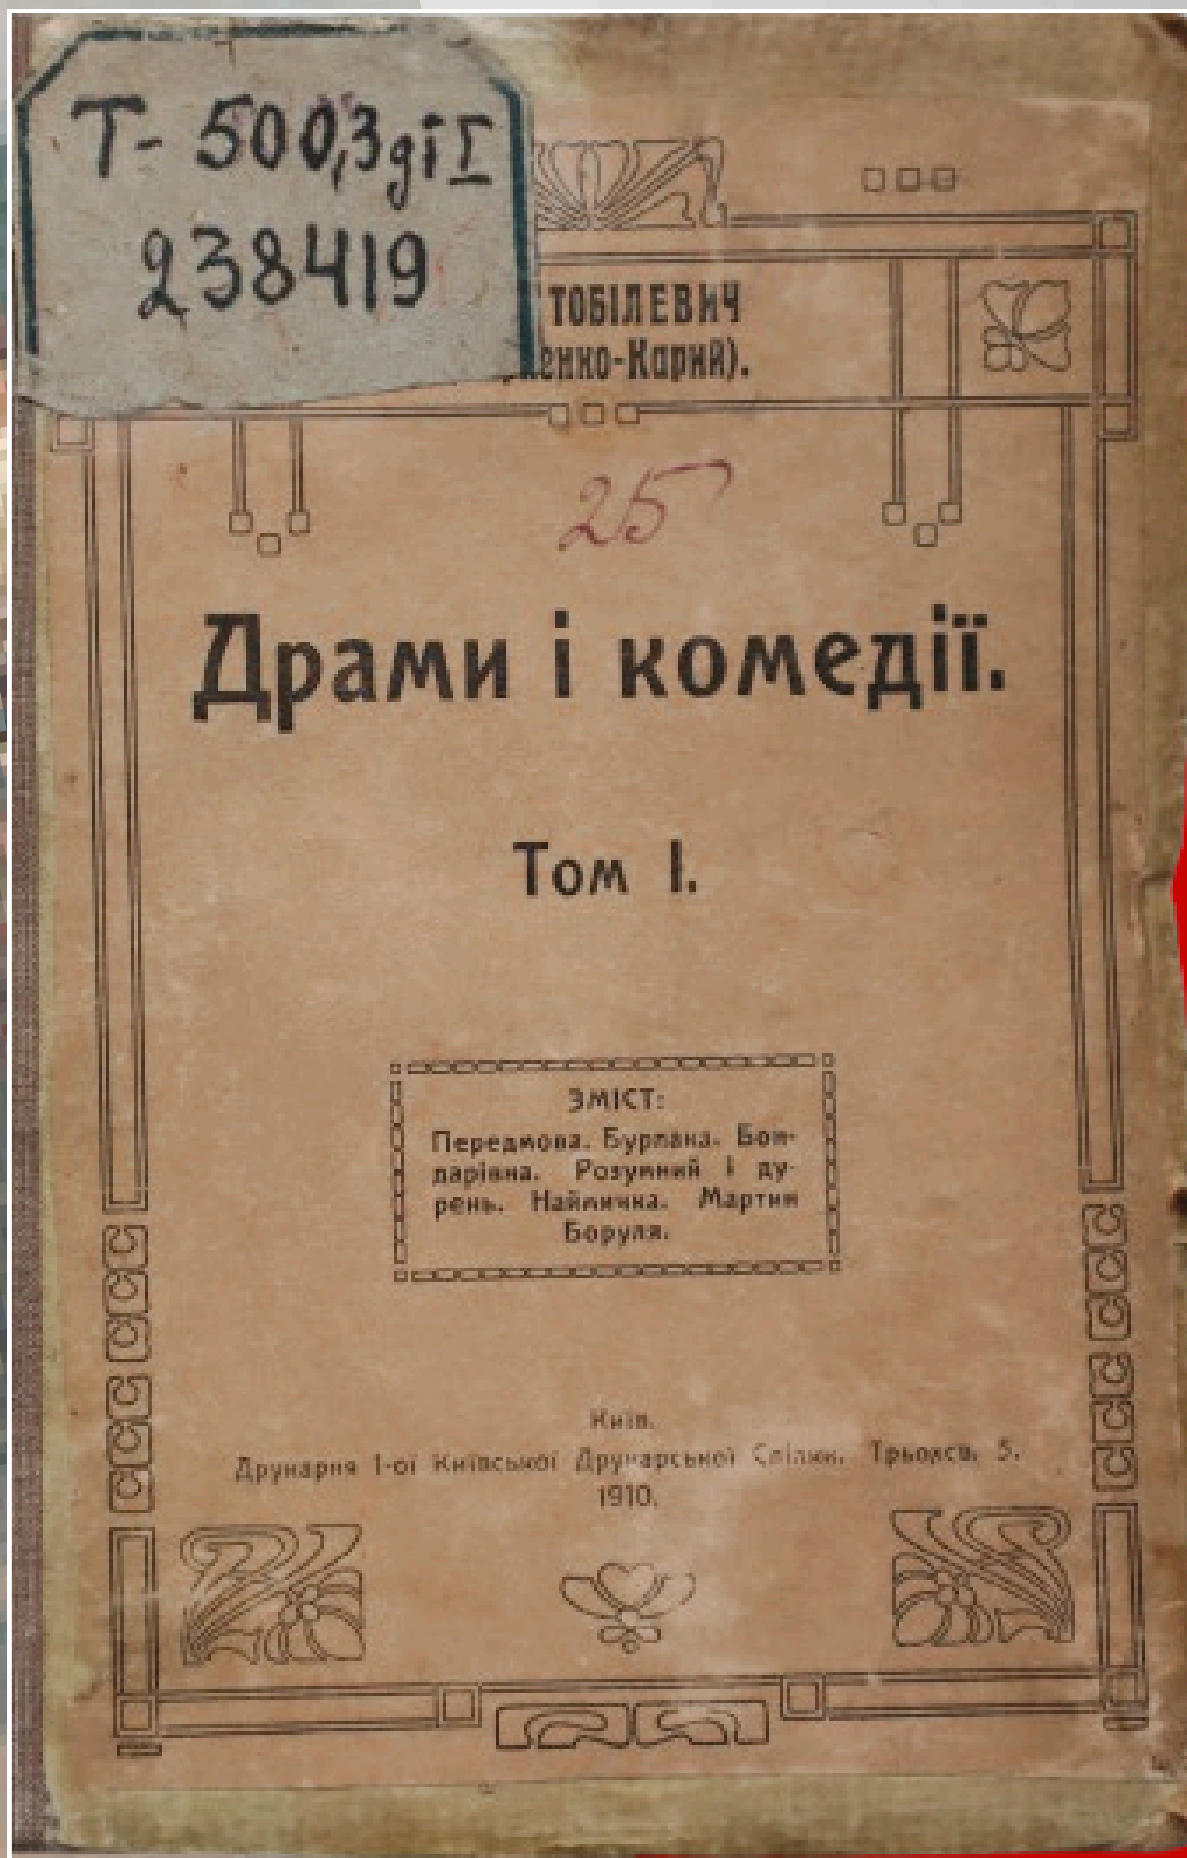 Т- 500,3 ді I
238419
ТОБІЛЕВИЧ
енко-Карий).
25
Драми і комедії.
Том I.
ЗМІСТ:
Передмова. Бурлака. Бон-
дарівна. Розумний і ду-
рень. Наймичка. Мартин
Боруля.
Київ.
Друкарня 1-ої Київської Друкарської Спілки. Трьохсв. 5.
1910.